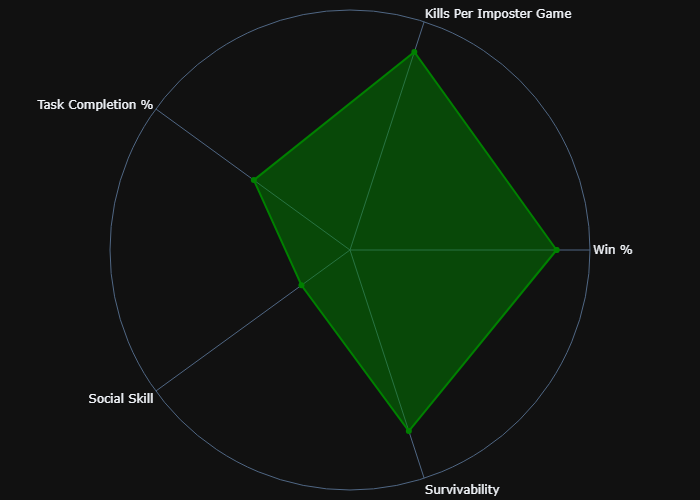 Kills Per Imposter Game
Task Completion %
Win %
Social Skill
Survivability